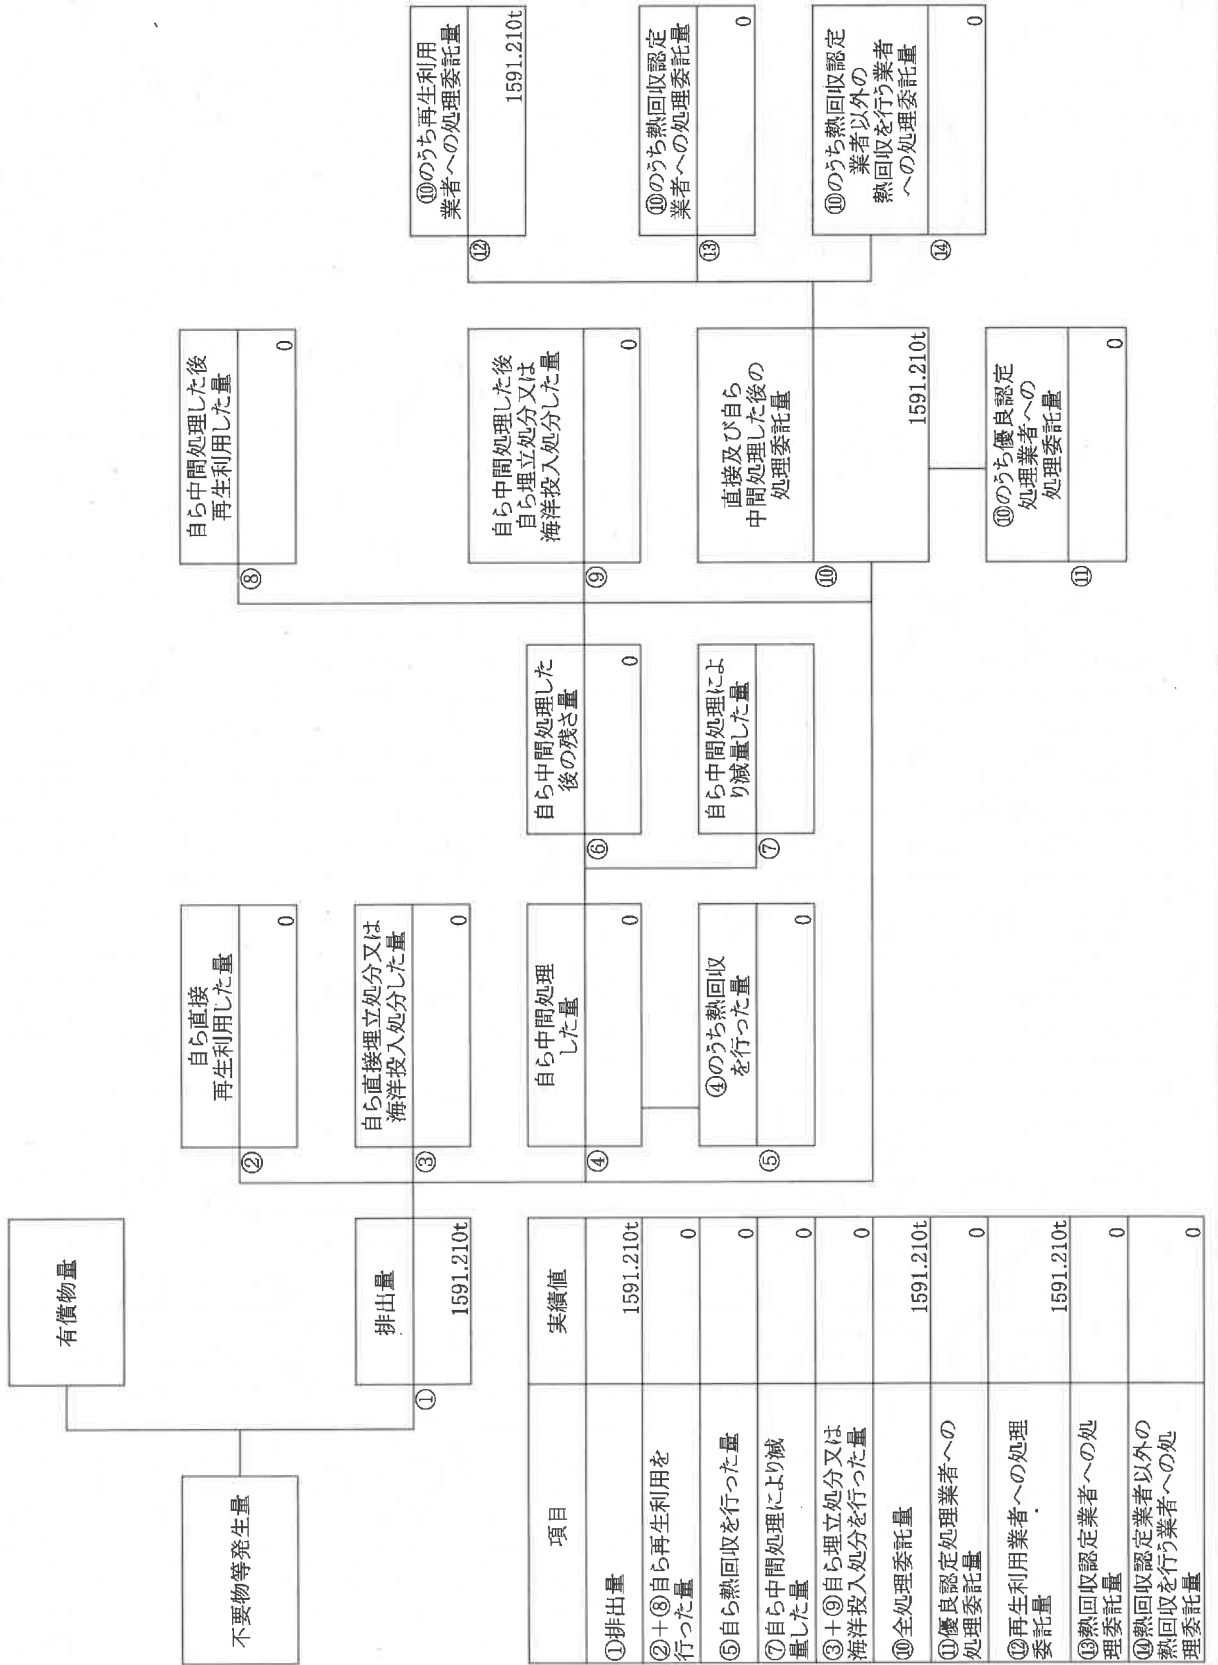 有償物量
不要物等発生量
①
排出量
1591.210t
②
自ら直接
再生利用した量
0
③
自ら直接埋立処分又は
海洋投入処分した量
0
④
自ら中間処理
した量
0
⑤
④のうち熱回収
を行った量
0
⑥
自ら中間処理した
後の残さ量
0
⑦
自ら中間処理によ
り減量した量
⑧
自ら中間処理した後
再生利用した量
0
⑨
自ら中間処理した後
自ら埋立処分又は
海洋投入処分した量
0
⑩
直接及び自ら
中間処理した後の
処理委託量
1591.210t
⑪
⑩のうち優良認定
処理業者への
処理委託量
0
⑫
⑩のうち再生利用
業者への処理委託量
1591.210t
⑬
⑩のうち熱回収認定
業者への処理委託量
0
⑭
⑩のうち熱回収認定
業者以外の
熱回収を行う業者
への処理委託量
0
項目 実績値
①排出量 1591.210t
②+⑧自ら再生利用を
行った量 0
⑤自ら熱回収を行った量 0
⑦自ら中間処理により減
量した量 0
③+⑨自ら埋立処分又は
海洋投入処分を行った量 0
⑩全処理委託量 1591.210t
⑪優良認定処理業者への
処理委託量 0
⑫再生利用業者への処理
委託量 1591.210t
⑬熱回収認定業者への処
理委託量 0
⑭熱回収認定業者以外の
熱回収を行う業者への処
理委託量 0